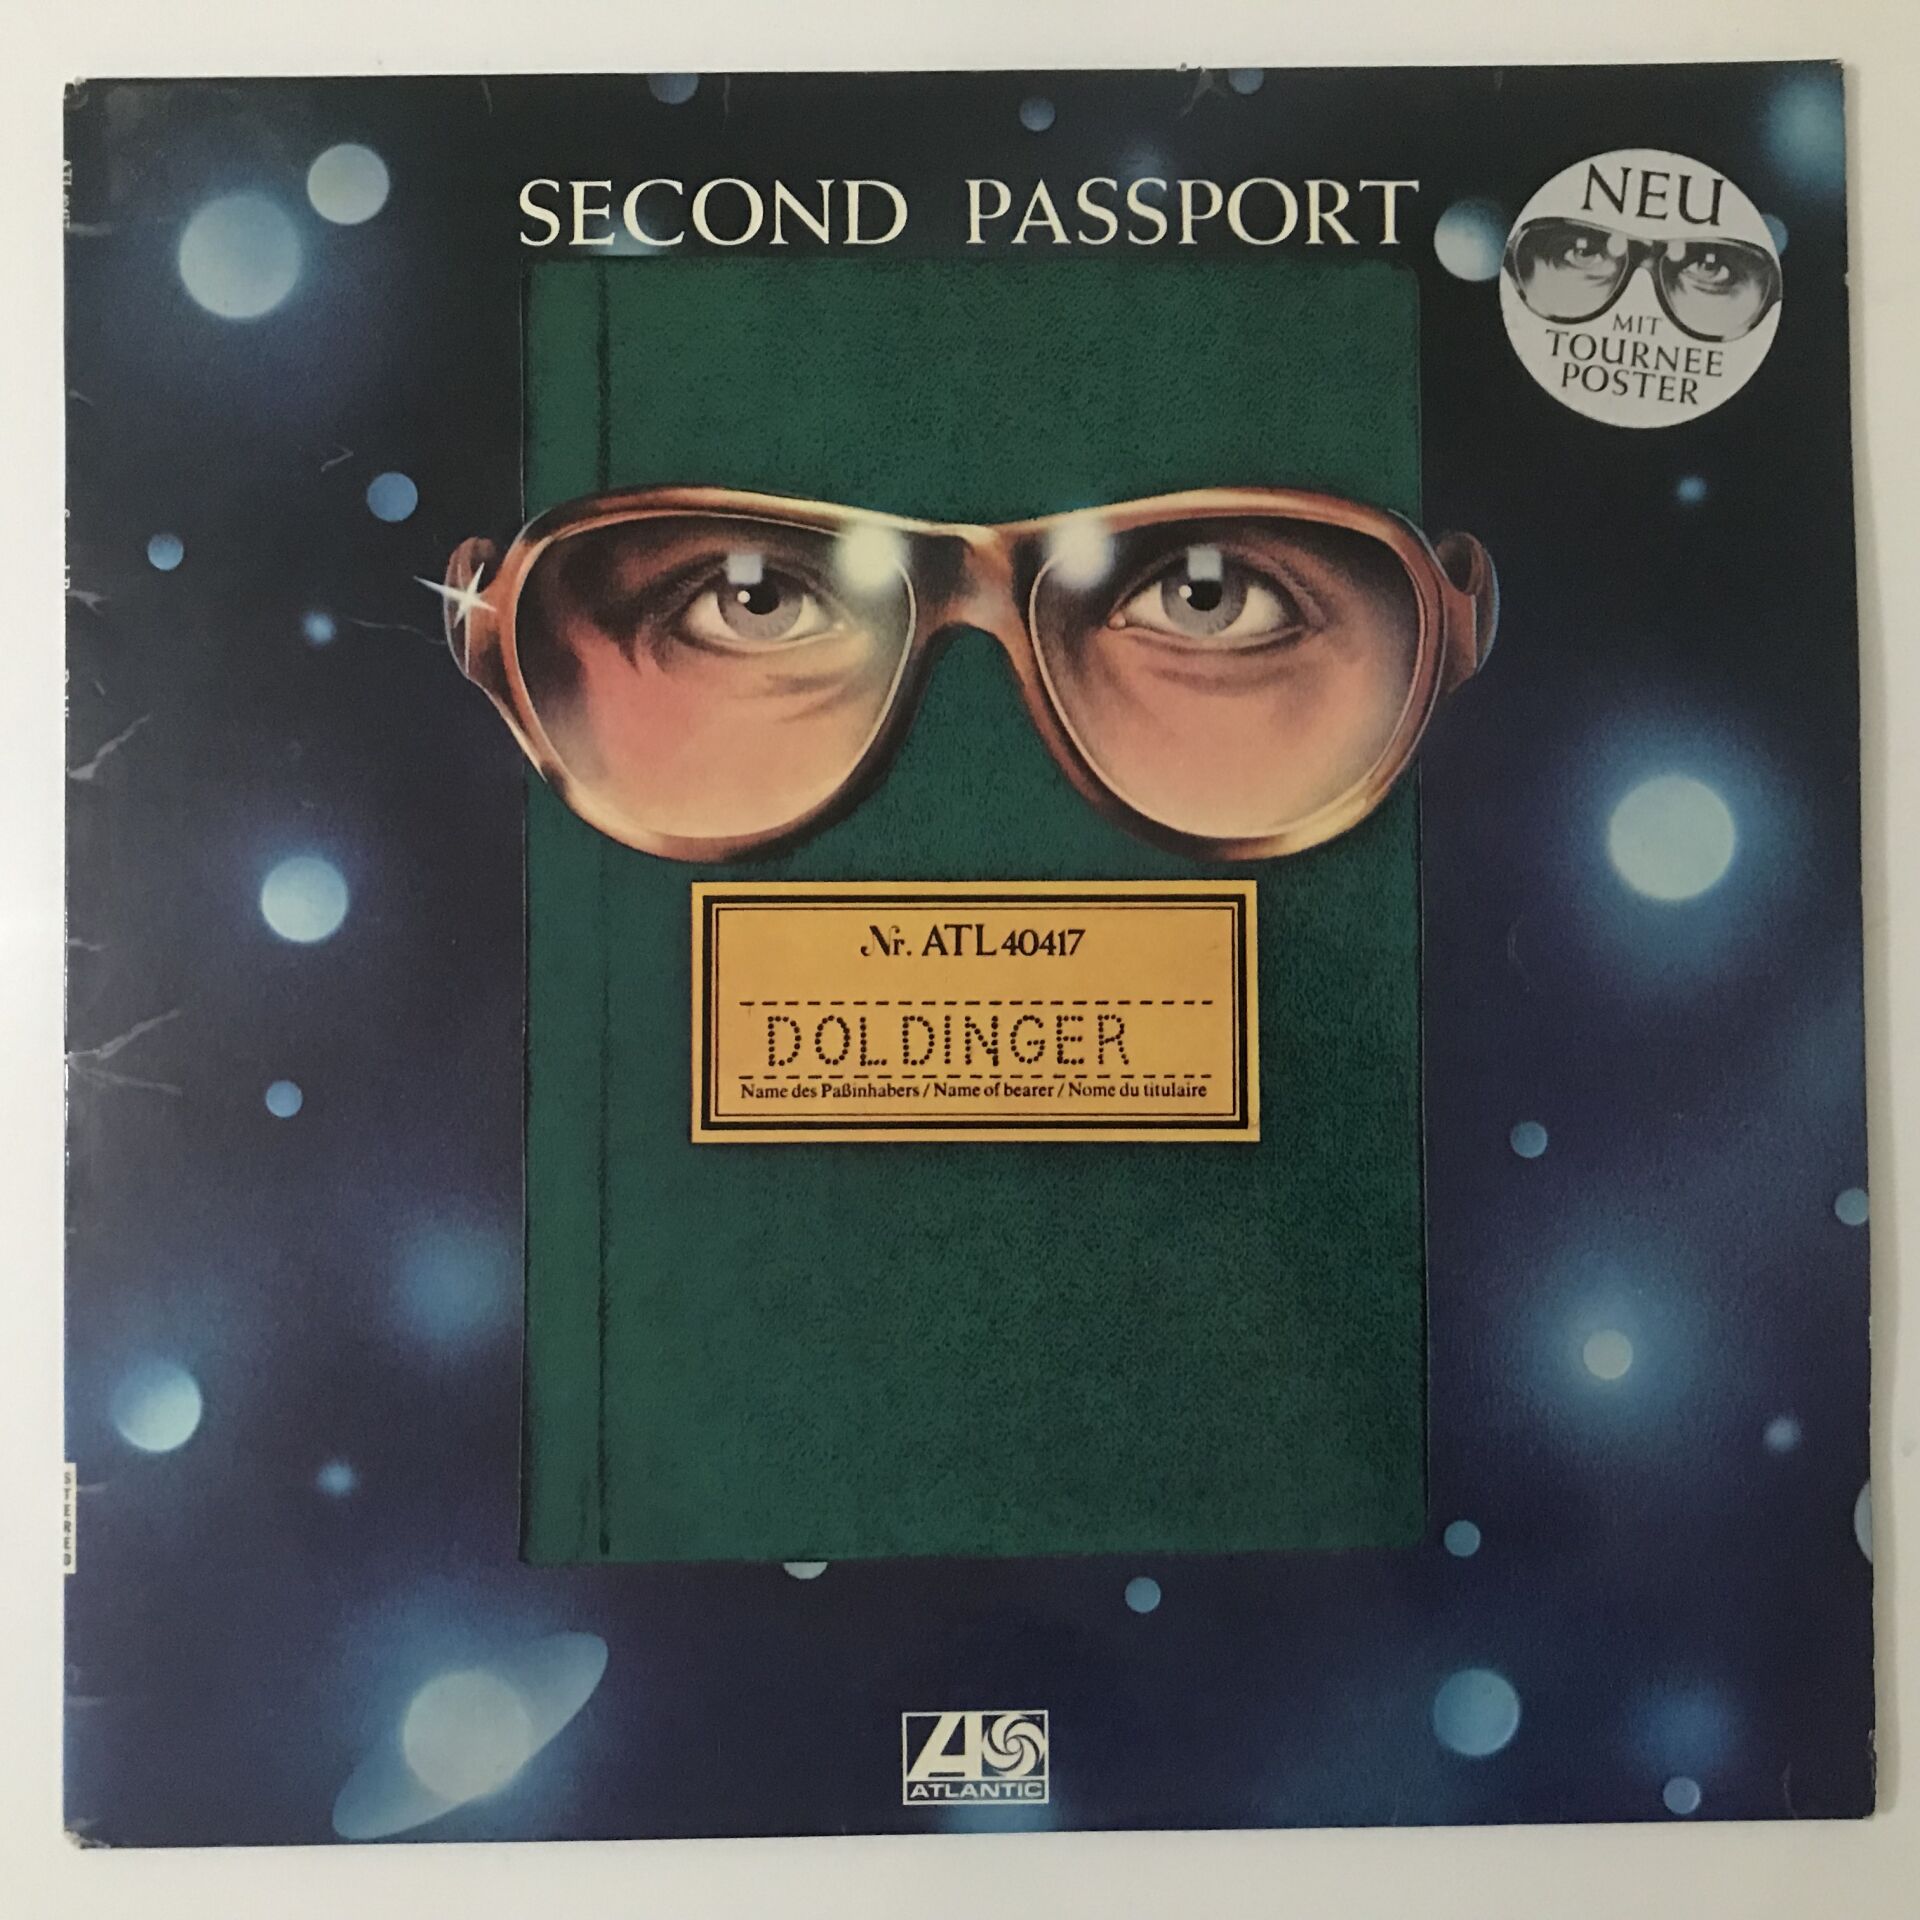 SECOND PASSPORT
NEU
MIT
TOURNEE
POSTER
Nr. ATL 40417
DOLDINGER
Name des Paßinhabers / Name of bearer / Nome du titulaire
STEREO
ATLANTIC